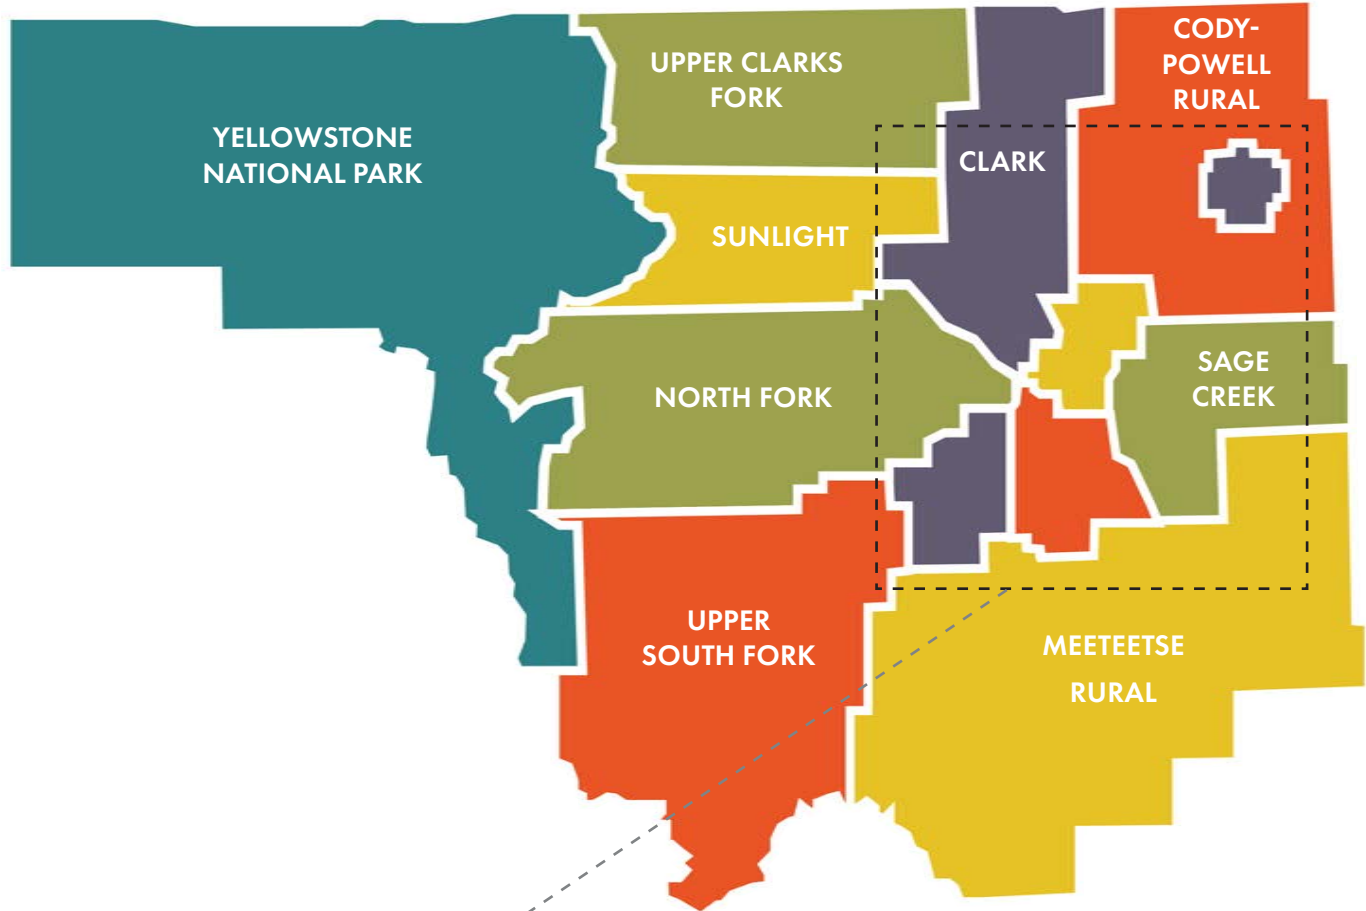 YELLOWSTONE
NATIONAL PARK
UPPER CLARKS
FORK
CODY-
POWELL
RURAL
CLARK
SUNLIGHT
NORTH FORK
SAGE
CREEK
UPPER
SOUTH FORK
MEETEETSE
RURAL